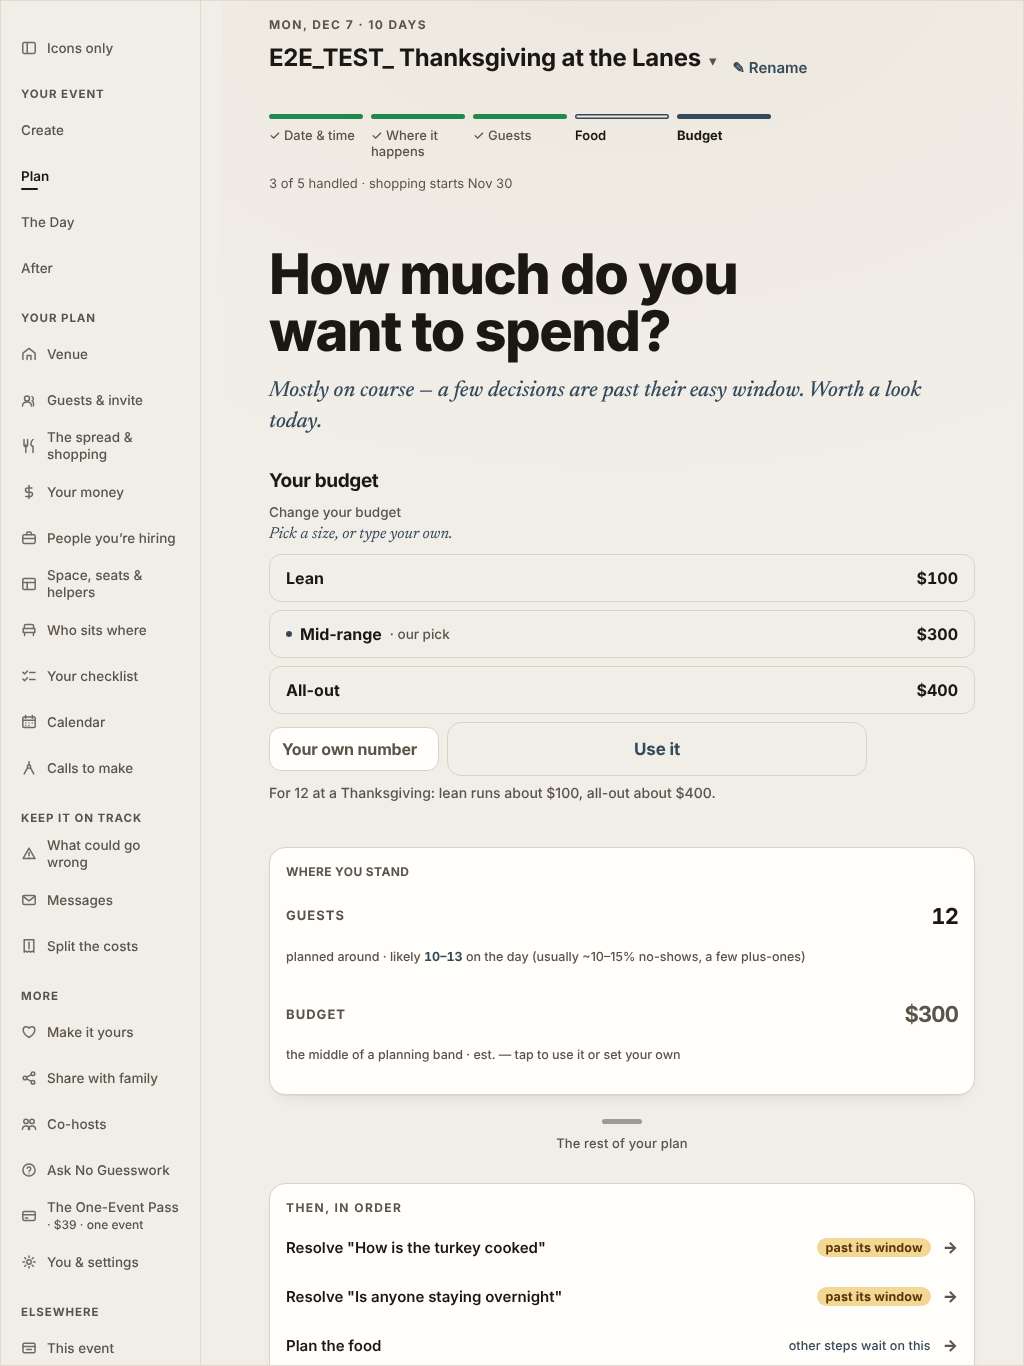 Icons only
YOUR EVENT
Create
Plan
The Day
After
YOUR PLAN
Venue
Guests & invite
The spread &
shopping
Your money
People you're hiring
Space, seats &
helpers
Who sits where
Your checklist
Calendar
Calls to make
KEEP IT ON TRACK
What could go
wrong
Messages
Split the costs
MORE
Make it yours
Share with family
Co-hosts
Ask No Guesswork
The One-Event Pass
· $39 · one event
You & settings
ELSEWHERE
This event
MON, DEC 7 · 10 DAYS
E2E_TEST_ Thanksgiving at the Lanes ▾ ✎ Rename
✓ Date & time
✓ Where it
happens
✓ Guests
Food
Budget
3 of 5 handled · shopping starts Nov 30
How much do you
want to spend?
Mostly on course — a few decisions are past their easy window. Worth a look
today.
Your budget
Change your budget
Pick a size, or type your own.
Lean $100
Mid-range · our pick $300
All-out $400
Your own number Use it
For 12 at a Thanksgiving: lean runs about $100, all-out about $400.
WHERE YOU STAND
GUESTS 12
planned around · likely 10–13 on the day (usually ~10–15% no-shows, a few plus-ones)
BUDGET $300
the middle of a planning band · est. — tap to use it or set your own
The rest of your plan
THEN, IN ORDER
Resolve "How is the turkey cooked" past its window →
Resolve "Is anyone staying overnight" past its window →
Plan the food other steps wait on this →